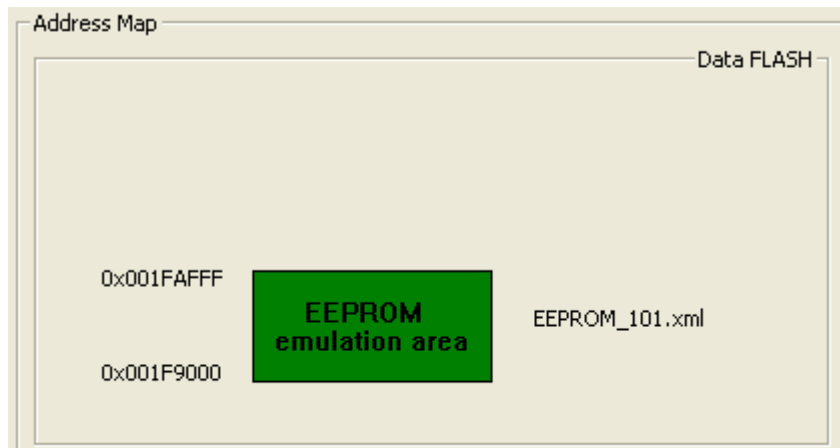 Address Map
Data FLASH
0x001FAFFF
EEPROM
emulation area
EEPROM_101.xml
0x001F9000